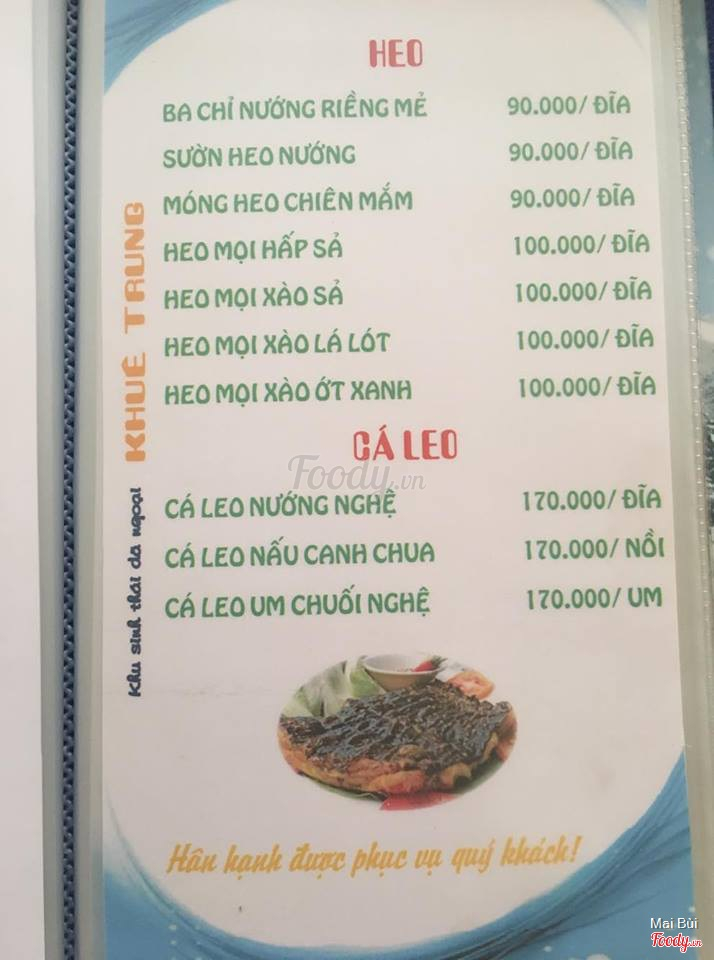 HEO
BA CHỈ NƯỚNG RIỀNG MẺ 90.000/ ĐĨA
SƯỜN HEO NƯỚNG 90.000/ ĐĨA
MÓNG HEO CHIÊN MẮM 90.000/ ĐĨA
HEO MỌI HẤP SẢ 100.000/ ĐĨA
HEO MỌI XÀO SẢ 100.000/ ĐĨA
HEO MỌI XÀO LÁ LÓT 100.000/ ĐĨA
HEO MỌI XÀO ỚT XANH 100.000/ ĐĨA
CÁ LEO
Foody.vn
CÁ LEO NƯỚNG NGHỆ 170.000/ ĐĨA
CÁ LEO NẤU CANH CHUA 170.000/ NỒI
CÁ LEO UM CHUỐI NGHỆ 170.000/ UM
Khu sinh thái dã ngoại KHUÊ TRUNG
Hân hạnh được phục vụ quý khách!
Mai Bùi
Foody.vn